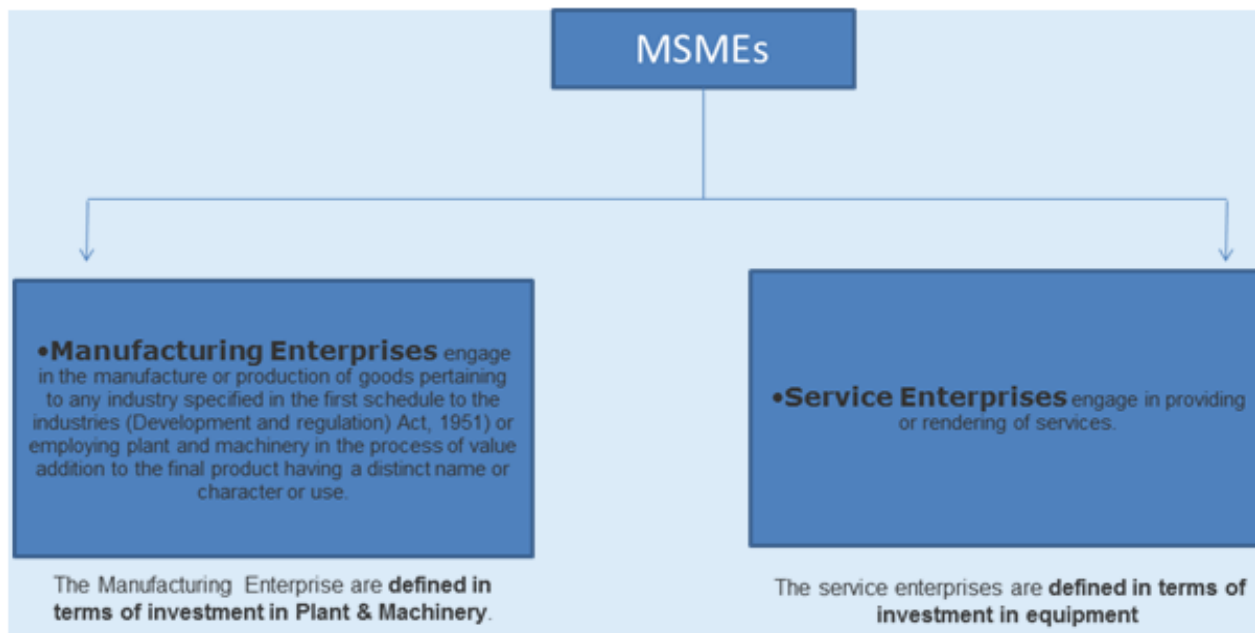 MSMEs
•Manufacturing Enterprises engage
in the manufacture or production of goods pertaining
to any industry specified in the first schedule to the
industries (Development and regulation) Act, 1951) or
employing plant and machinery in the process of value
addition to the final product having a distinct name or
character or use.
•Service Enterprises engage in providing
or rendering of services.
The Manufacturing Enterprise are defined in
terms of investment in Plant & Machinery.
The service enterprises are defined in terms of
investment in equipment